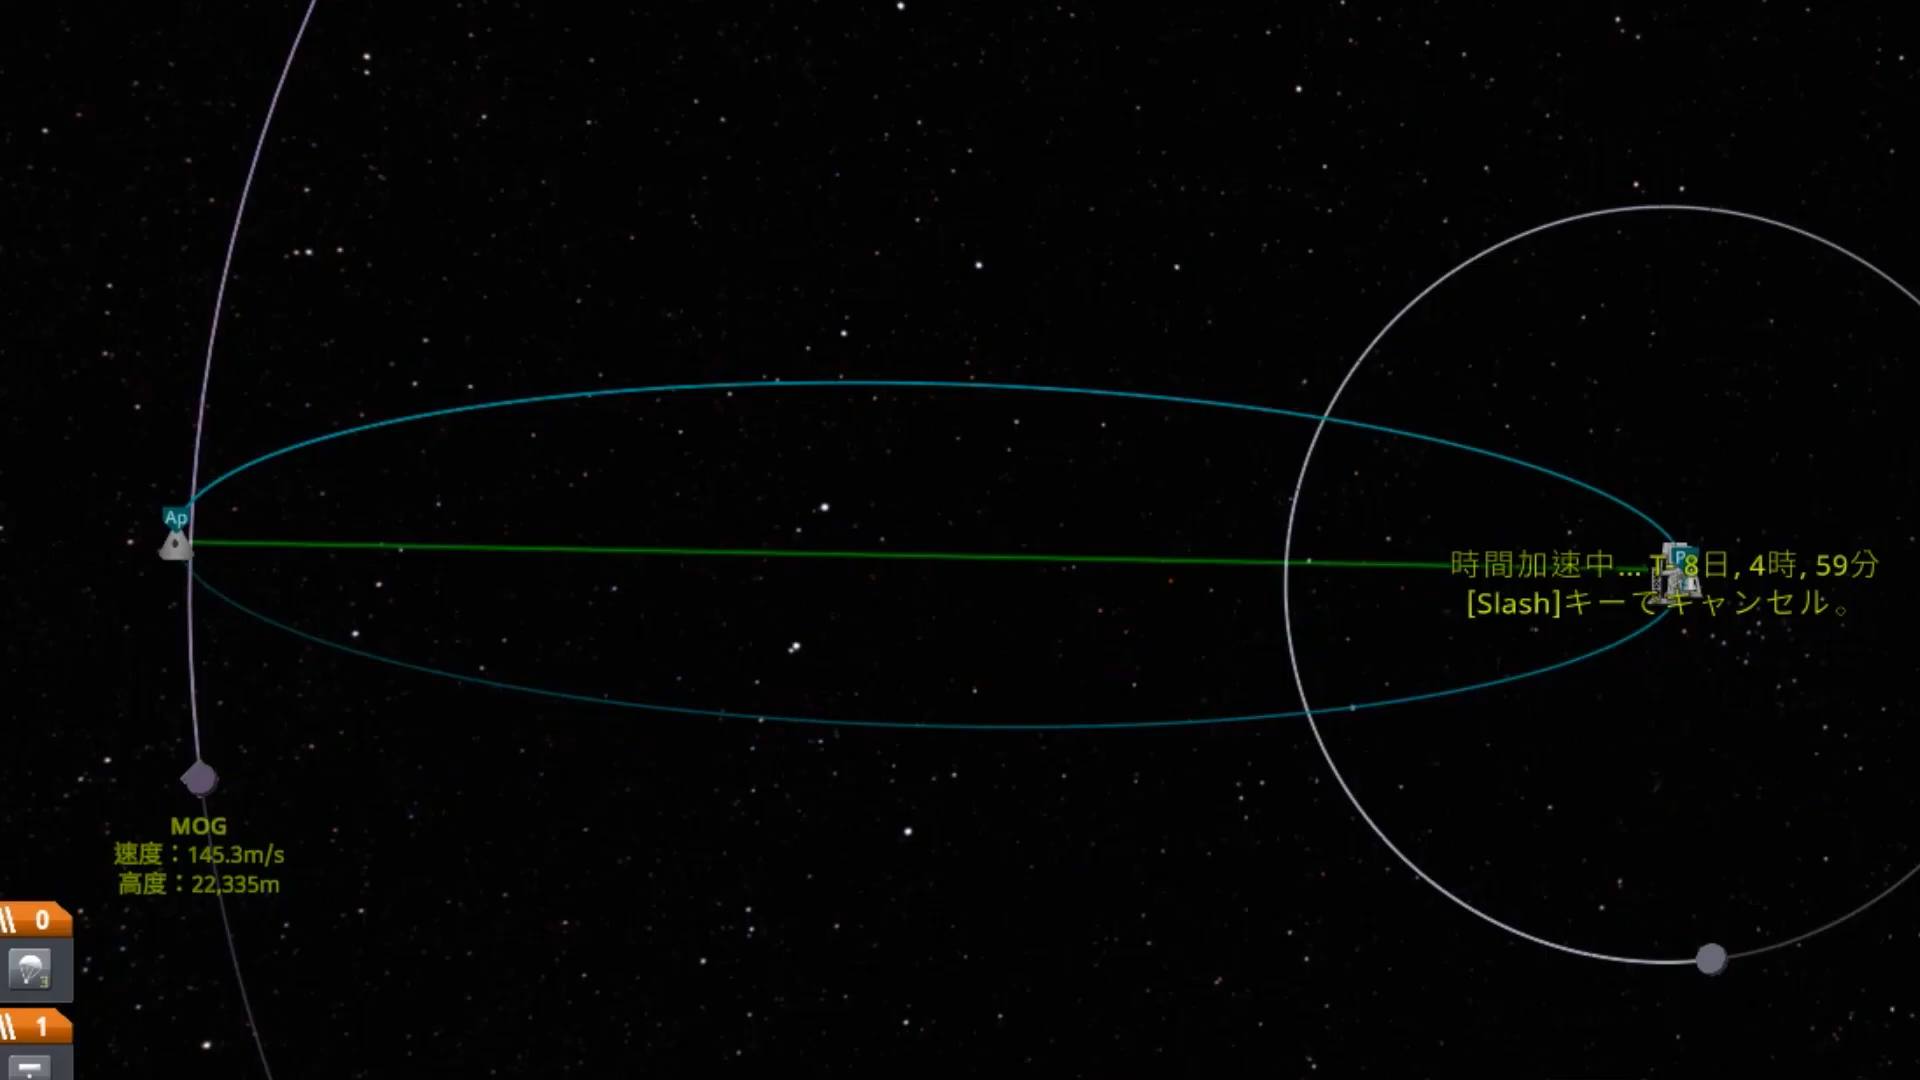 Ap
時間加速中... T- 8日, 4時, 59分
[Slash]キーでキャンセル。
MOG
速度：145.3m/s
高度：22,335m
0
3
1